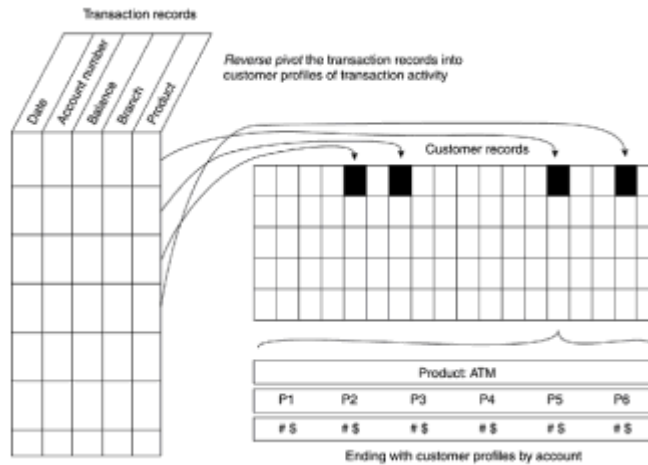 Transaction records
Reverse pivot the transaction records into
customer profiles of transaction activity
Date
Account number
Balance
Branch
Product
Customer records
Product: ATM
P1 P2 P3 P4 P5 P6
# $ # $ # $ # $ # $ # $
Ending with customer profiles by account